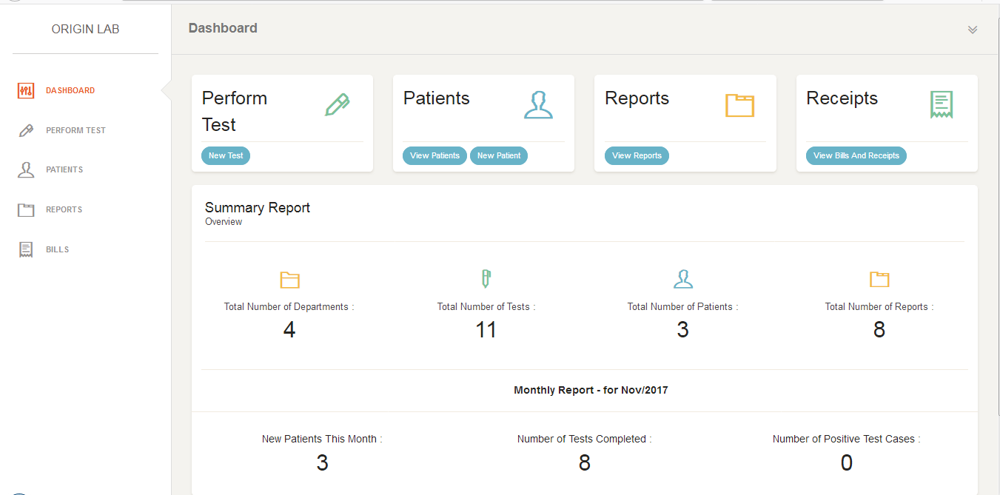 ORIGIN LAB
DASHBOARD
PERFORM TEST
PATIENTS
REPORTS
BILLS
Dashboard
Perform
Test
New Test
Patients
View Patients New Patient
Reports
View Reports
Receipts
View Bills And Receipts
Summary Report
Overview
Total Number of Departments :
4
Total Number of Tests :
11
Total Number of Patients :
3
Total Number of Reports :
8
Monthly Report - for Nov/2017
New Patients This Month :
3
Number of Tests Completed :
8
Number of Positive Test Cases :
0